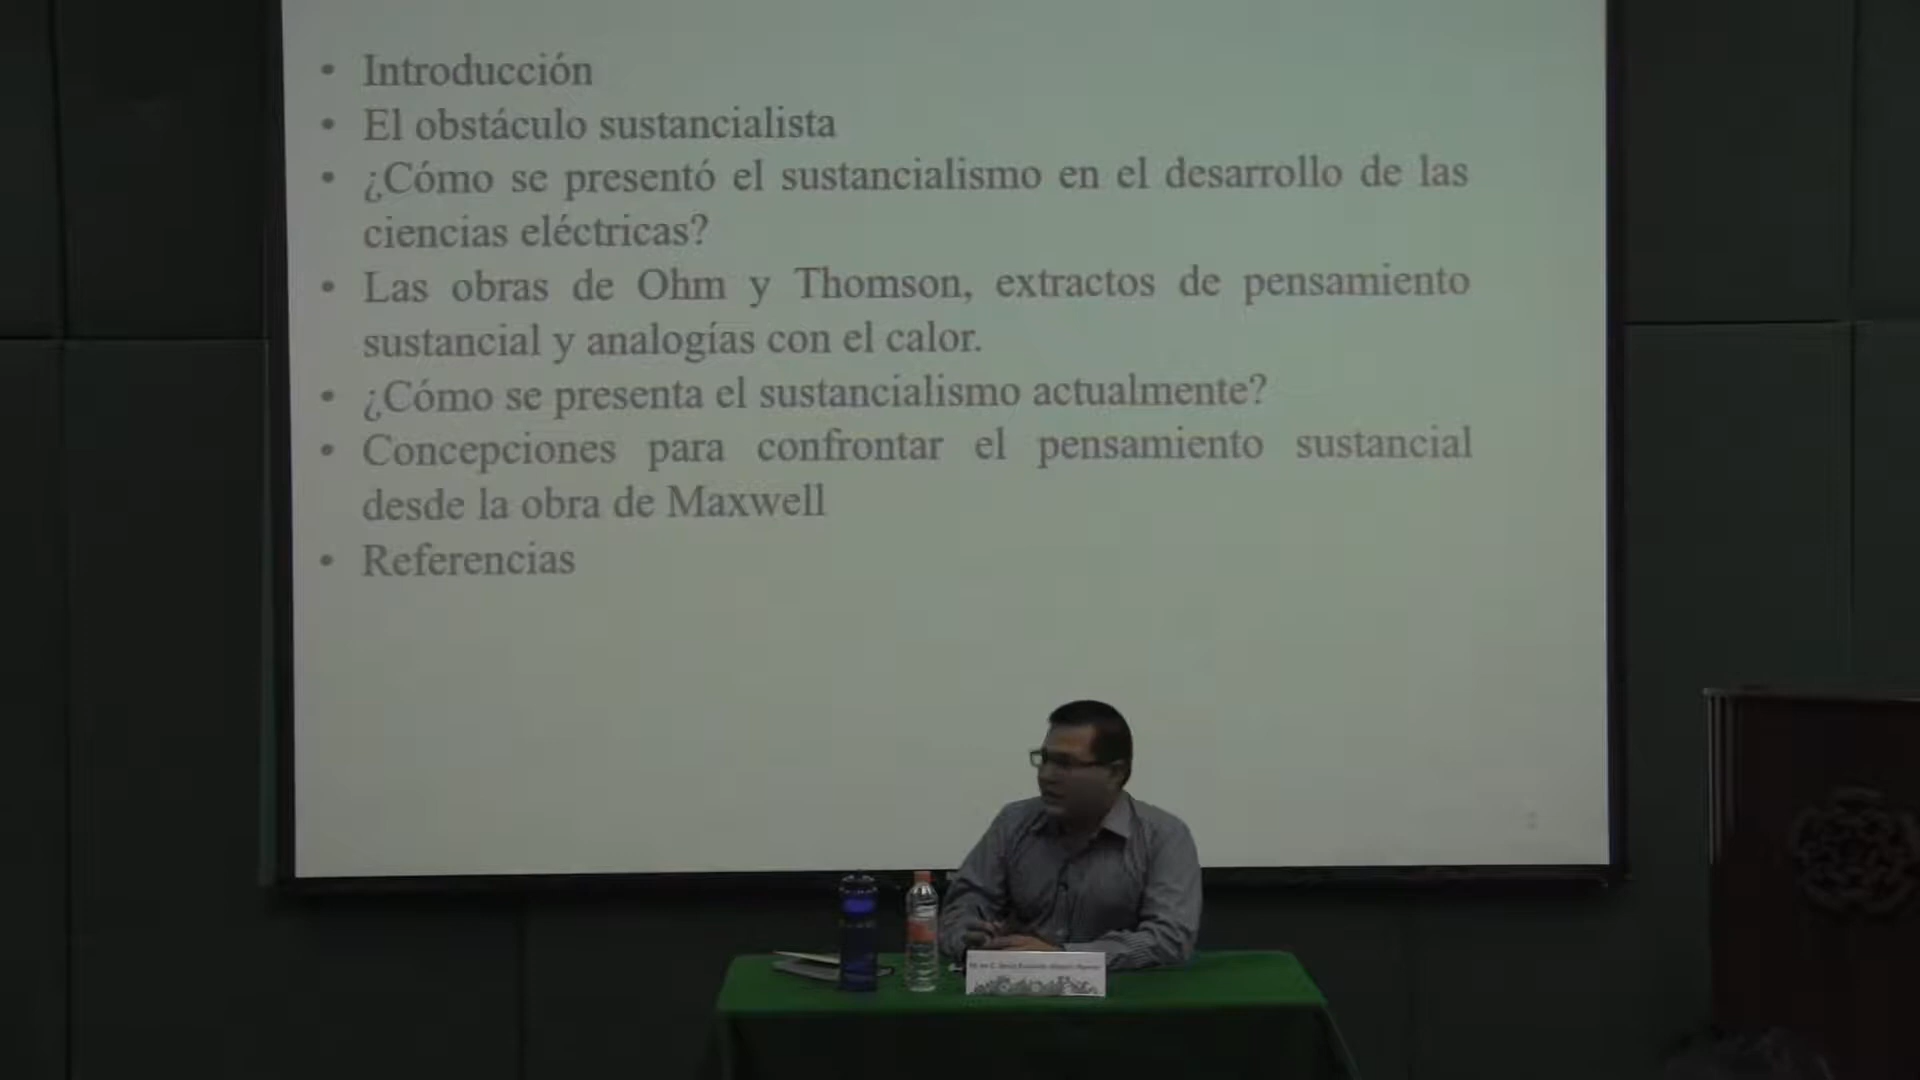 • Introducción
• El obstáculo sustancialista
• ¿Cómo se presentó el sustancialismo en el desarrollo de las
ciencias eléctricas?
• Las obras de Ohm y Thomson, extractos de pensamiento
sustancial y analogías con el calor.
• ¿Cómo se presenta el sustancialismo actualmente?
• Concepciones para confrontar el pensamiento sustancial
desde la obra de Maxwell
• Referencias